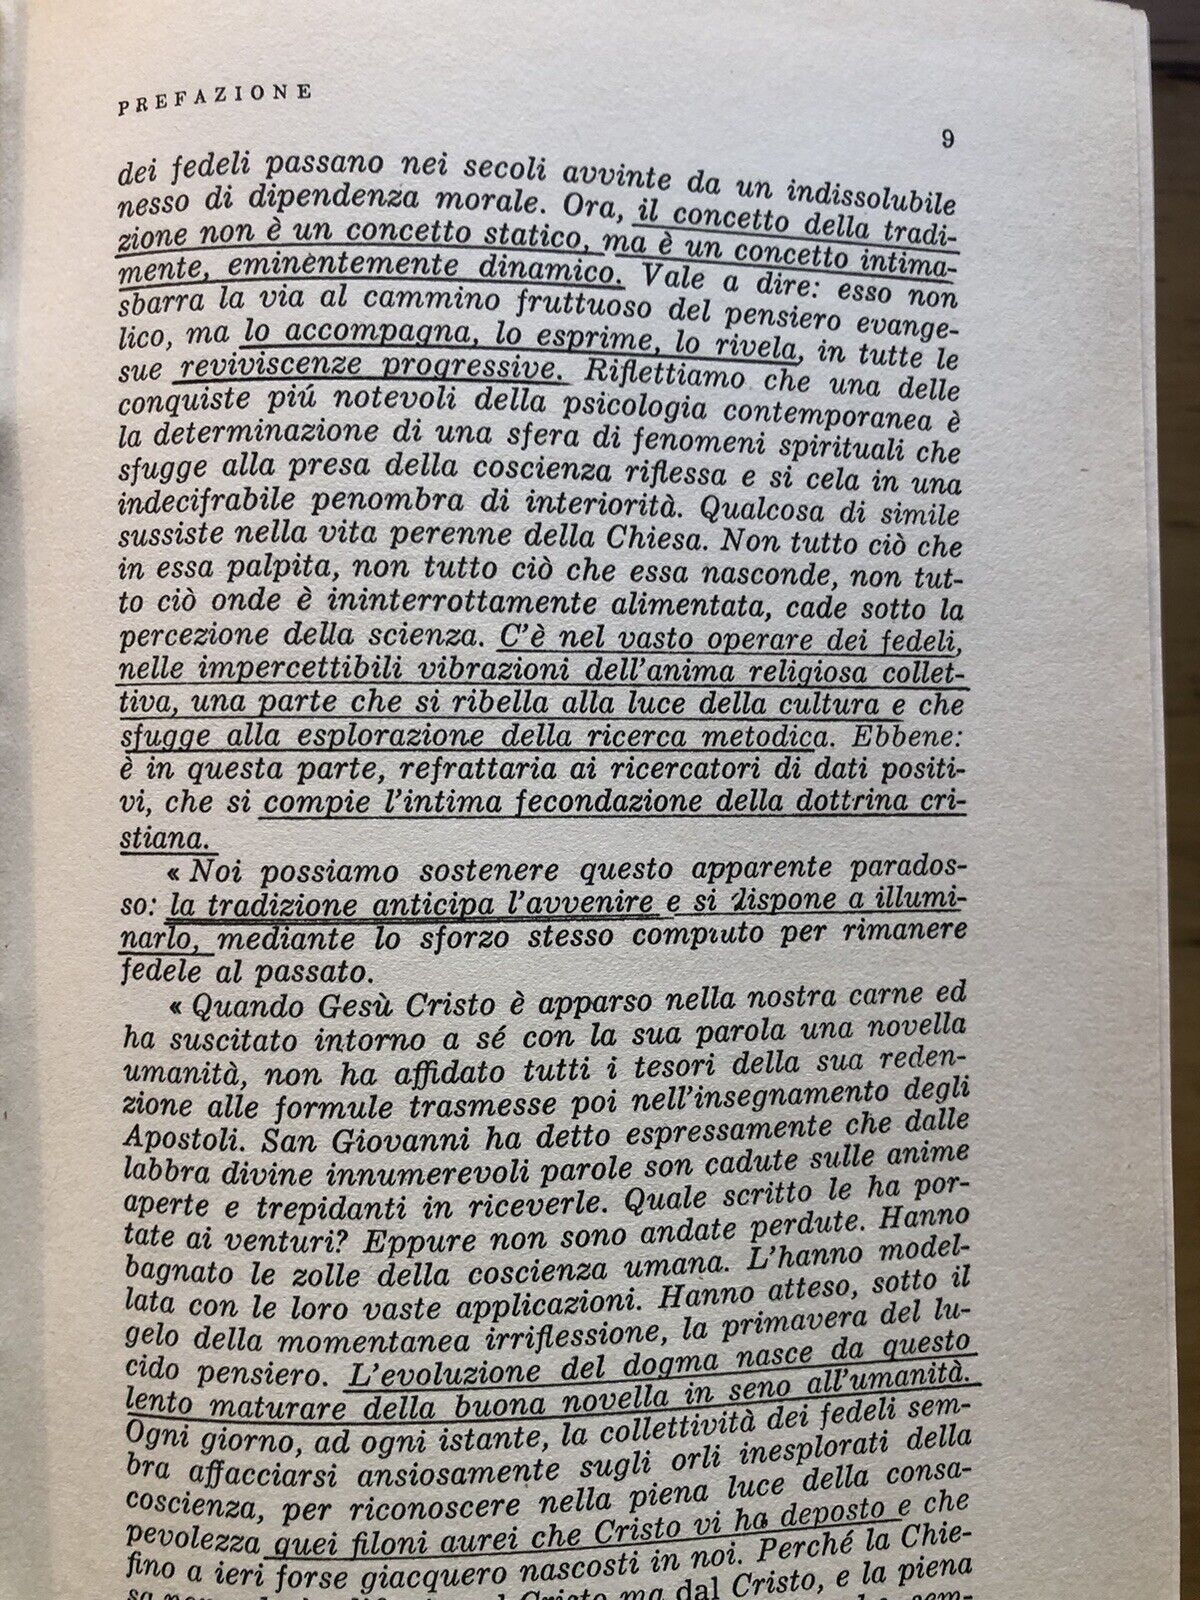 PREFAZIONE
9
dei fedeli passano nei secoli avvinte da un indissolubile
nesso di dipendenza morale. Ora, il concetto della tradi-
zione non è un concetto statico, ma è un concetto intima-
mente, eminèntemente dinamico. Vale a dire: esso non
sbarra la via al cammino fruttuoso del pensiero evange-
lico, ma lo accompagna, lo esprime, lo rivela, in tutte le
sue reviviscenze progressive. Riflettiamo che una delle
conquiste piú notevoli della psicologia contemporanea è
la determinazione di una sfera di fenomeni spirituali che
sfugge alla presa della coscienza riflessa e si cela in una
indecifrabile penombra di interiorità. Qualcosa di simile
sussiste nella vita perenne della Chiesa. Non tutto ciò che
in essa palpita, non tutto ciò che essa nasconde, non tut-
to ciò onde è ininterrottamente alimentata, cade sotto la
percezione della scienza. C'è nel vasto operare dei fedeli,
nelle impercettibili vibrazioni dell'anima religiosa collet-
tiva, una parte che si ribella alla luce della cultura e che
sfugge alla esplorazione della ricerca metodica. Ebbene:
è in questa parte, refrattaria ai ricercatori di dati positi-
vi, che si compie l'intima fecondazione della dottrina cri-
stiana.
« Noi possiamo sostenere questo apparente parados-
so: la tradizione anticipa l'avvenire e si dispone a illumi-
narlo, mediante lo sforzo stesso compiuto per rimanere
fedele al passato.
« Quando Gesù Cristo è apparso nella nostra carne ed
ha suscitato intorno a sé con la sua parola una novella
umanità, non ha affidato tutti i tesori della sua reden-
zione alle formule trasmesse poi nell'insegnamento degli
Apostoli. San Giovanni ha detto espressamente che dalle
labbra divine innumerevoli parole son cadute sulle anime
aperte e trepidanti in riceverle. Quale scritto le ha por-
tate ai venturi? Eppure non sono andate perdute. Hanno
bagnato le zolle della coscienza umana. L'hanno model-
lata con le loro vaste applicazioni. Hanno atteso, sotto il
gelo della momentanea irriflessione, la primavera del lu-
cido pensiero. L'evoluzione del dogma nasce da questo
lento maturare della buona novella in seno all'umanità.
Ogni giorno, ad ogni istante, la collettività dei fedeli sem-
bra affacciarsi ansiosamente sugli orli inesplorati della
coscienza, per riconoscere nella piena luce della consa-
pevolezza quei filoni aurei che Cristo vi ha deposto e che
fino a ieri forse giacquero nascosti in noi. Perché la Chie-
Cristo ma dal Cristo, e la piena